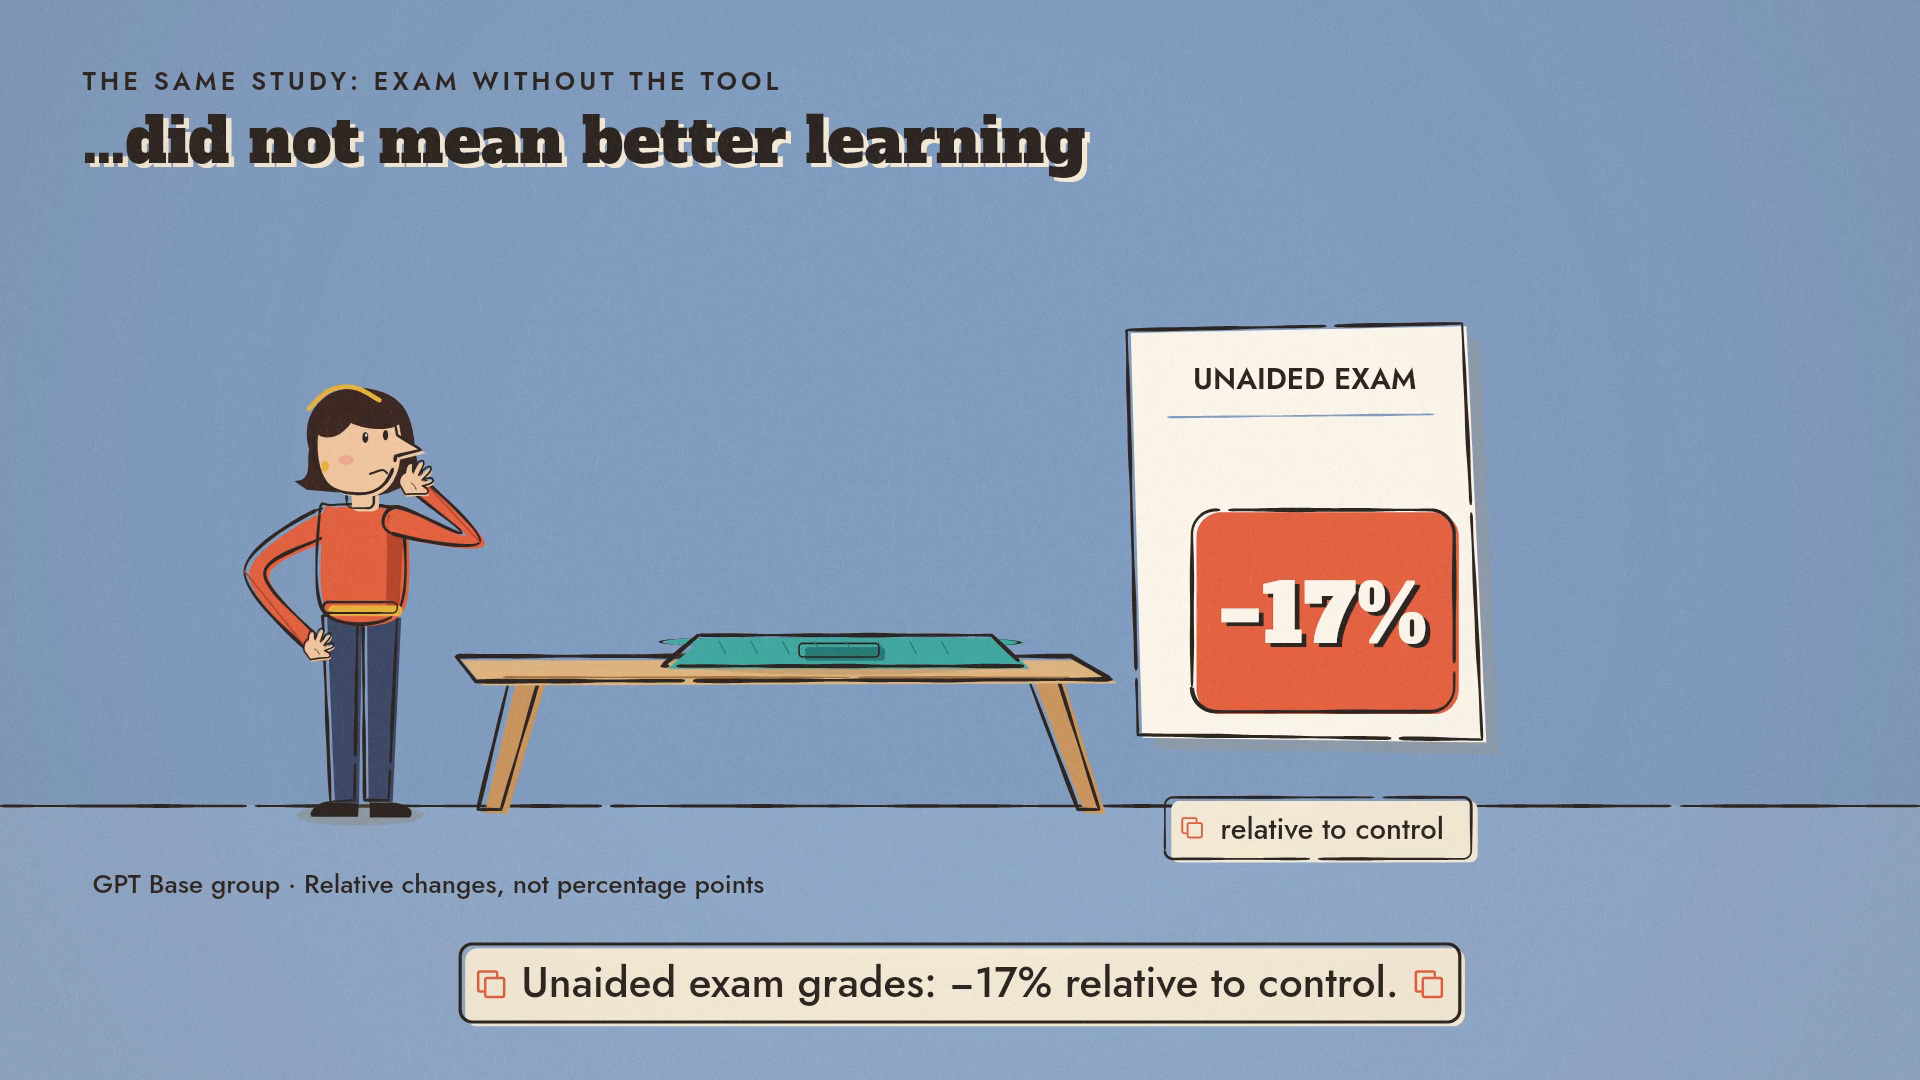 THE SAME STUDY: EXAM WITHOUT THE TOOL
...did not mean better learning
UNAIDED EXAM
−17%
relative to control
GPT Base group · Relative changes, not percentage points
Unaided exam grades: −17% relative to control.